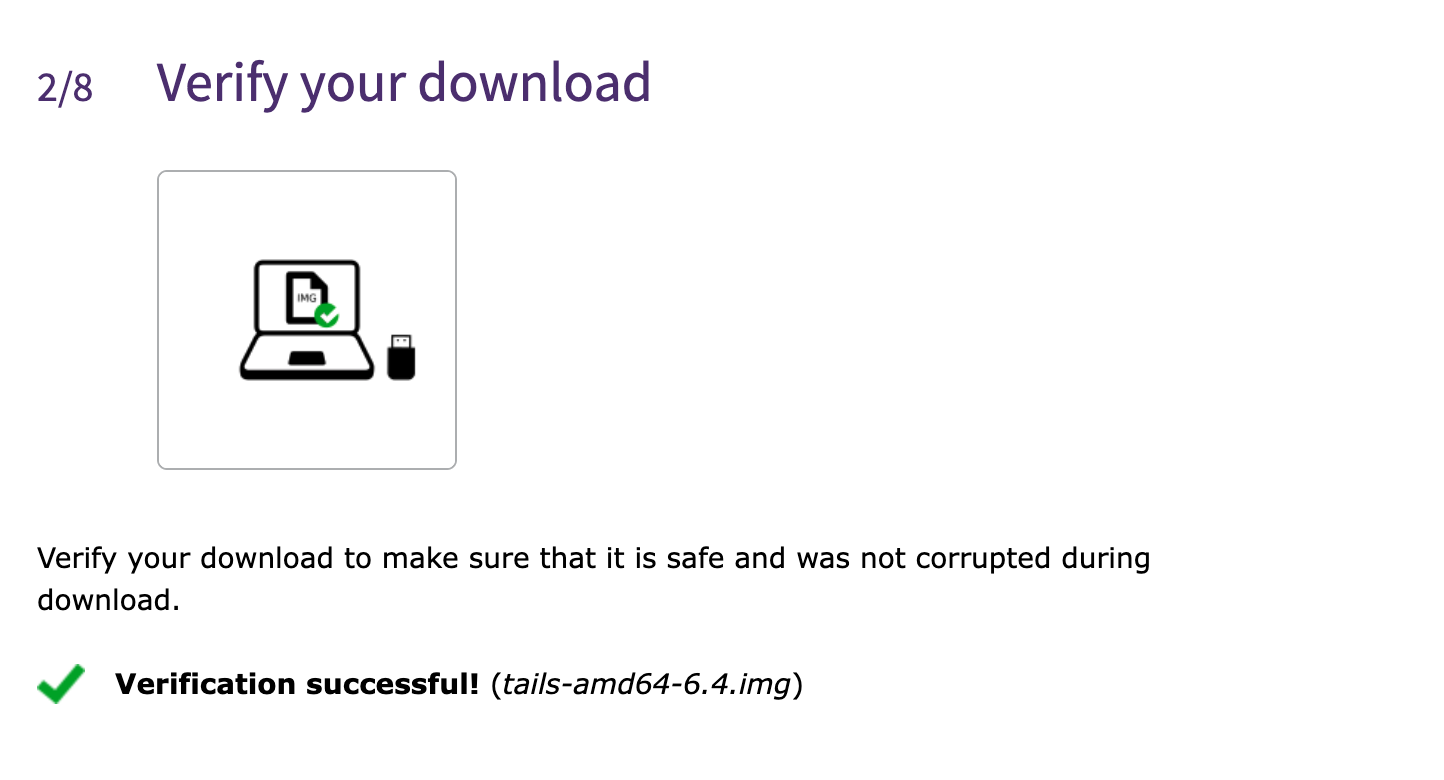 2/8 Verify your download
IMG
Verify your download to make sure that it is safe and was not corrupted during
download.
Verification successful! (tails-amd64-6.4.img)